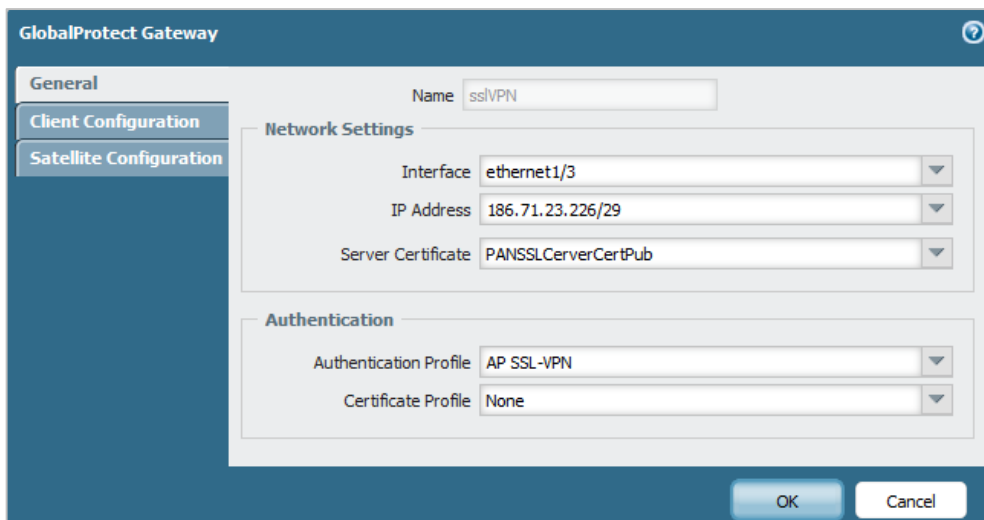 GlobalProtect Gateway
General
Client Configuration
Satellite Configuration
Name sslVPN
Network Settings
Interface ethernet1/3
IP Address 186.71.23.226/29
Server Certificate PANSSLCerverCertPub
Authentication
Authentication Profile AP SSL-VPN
Certificate Profile None
OK Cancel